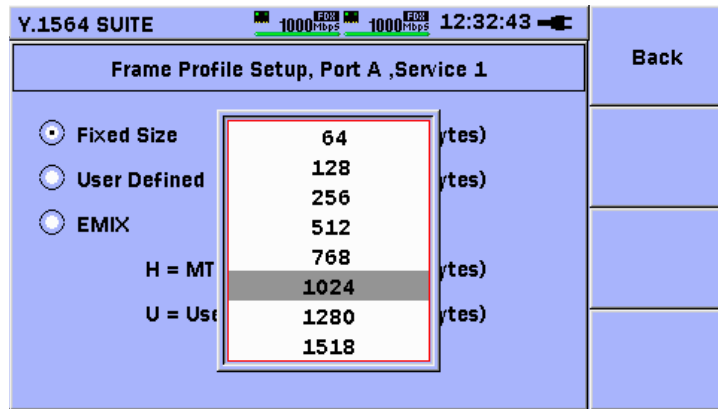 Y.1564 SUITE 1000 FDX Mbps 1000 FDX Mbps 12:32:43
Back
Frame Profile Setup, Port A ,Service 1
Fixed Size
User Defined
EMIX
H = MT
U = Use
64
128
256
512
768
1024
1280
1518
ytes)
ytes)
ytes)
ytes)